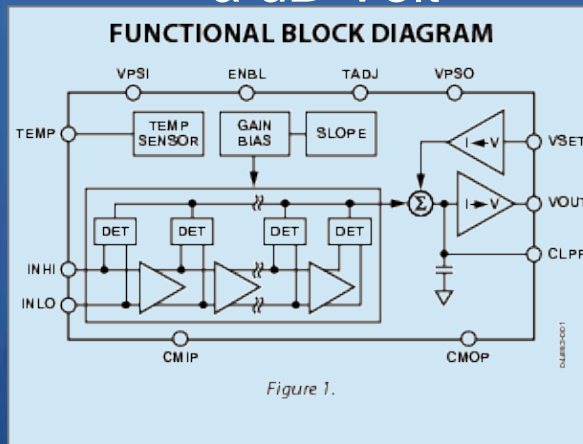 FUNCTIONAL BLOCK DIAGRAM
VPSI ENBL TADJ VPSO
TEMP
TEMP SENSOR
GAIN BIAS
SLOPE
I V
VSET
Σ
I V
VOUT
DET DET DET DET
CLPF
INHI
INLO
CMIP CMOP
Figure 1.